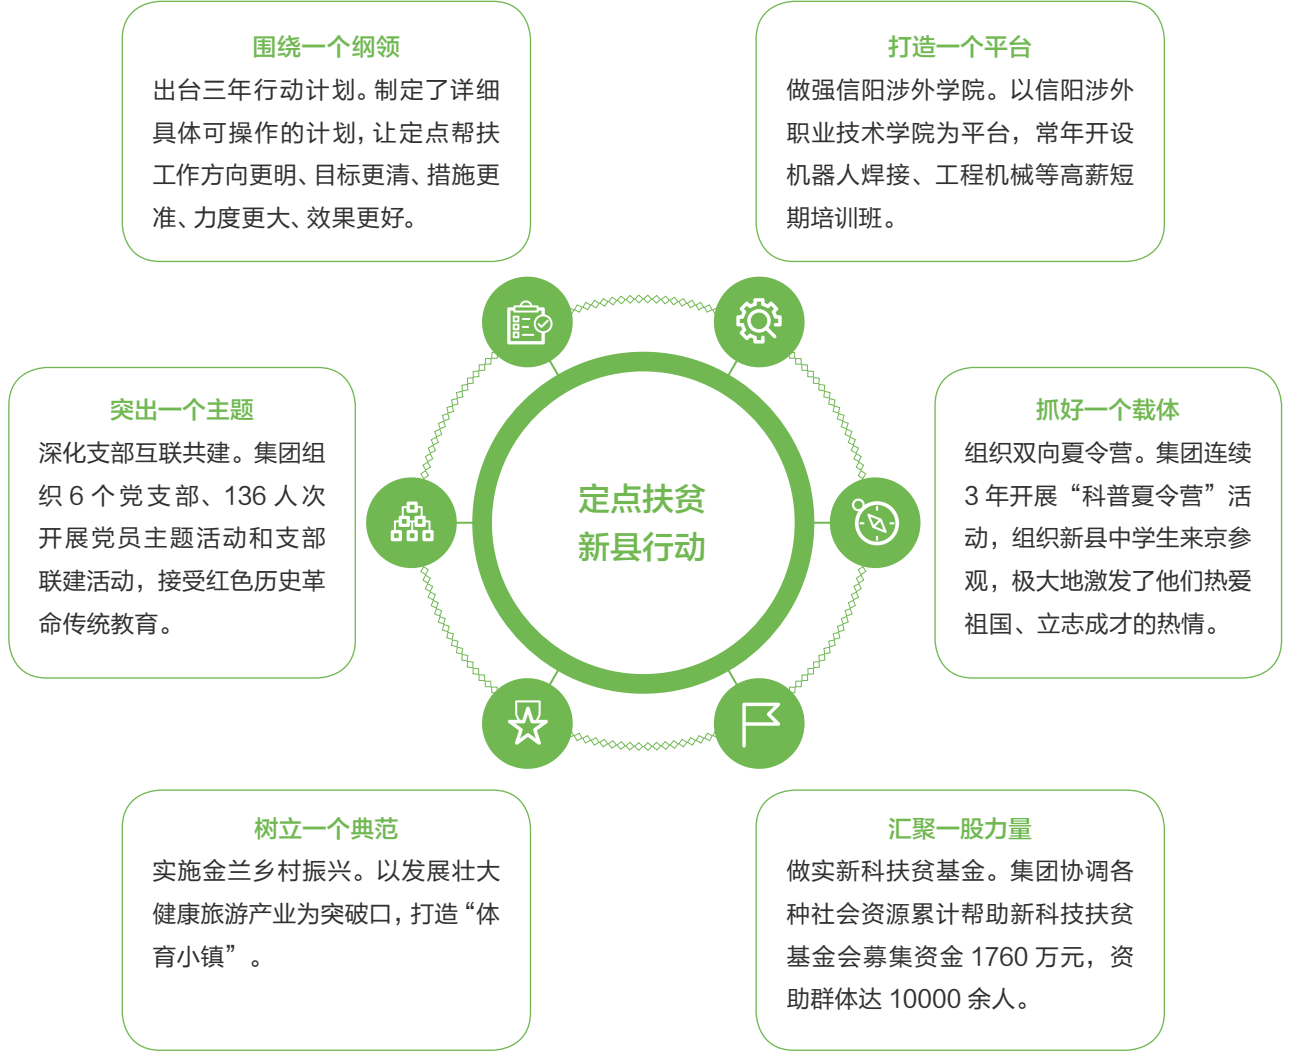 围绕一个纲领
出台三年行动计划。制定了详细
具体可操作的计划，让定点帮扶
工作方向更明、目标更清、措施更
准、力度更大、效果更好。
打造一个平台
做强信阳涉外学院。以信阳涉外
职业技术学院为平台，常年开设
机器人焊接、工程机械等高薪短
期培训班。
突出一个主题
深化支部互联共建。集团组
织 6 个党支部、136 人次
开展党员主题活动和支部
联建活动，接受红色历史革
命传统教育。
定点扶贫
新县行动
抓好一个载体
组织双向夏令营。集团连续
3 年开展“科普夏令营”活
动，组织新县中学生来京参
观，极大地激发了他们热爱
祖国、立志成才的热情。
树立一个典范
实施金兰乡村振兴。以发展壮大
健康旅游产业为突破口，打造“体
育小镇”。
汇聚一股力量
做实新科扶贫基金。集团协调各
种社会资源累计帮助新科技扶贫
基金会募集资金 1760 万元，资
助群体达 10000 余人。